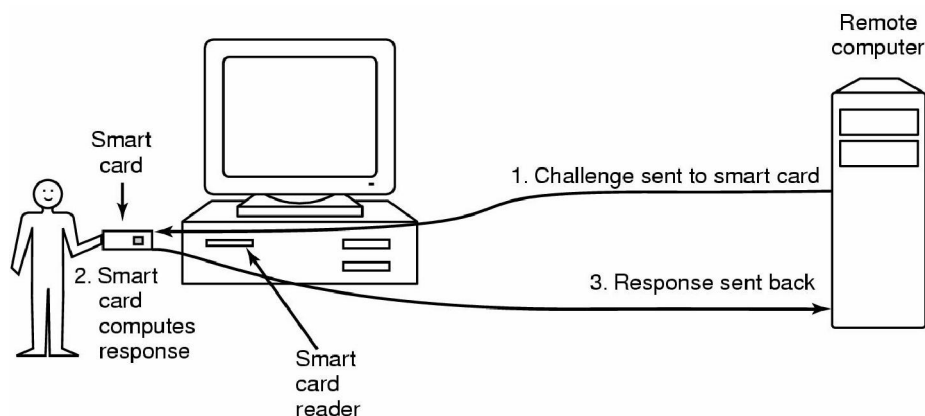 Remote
computer
Smart
card
1. Challenge sent to smart card
2. Smart
card
computes
response
3. Response sent back
Smart
card
reader